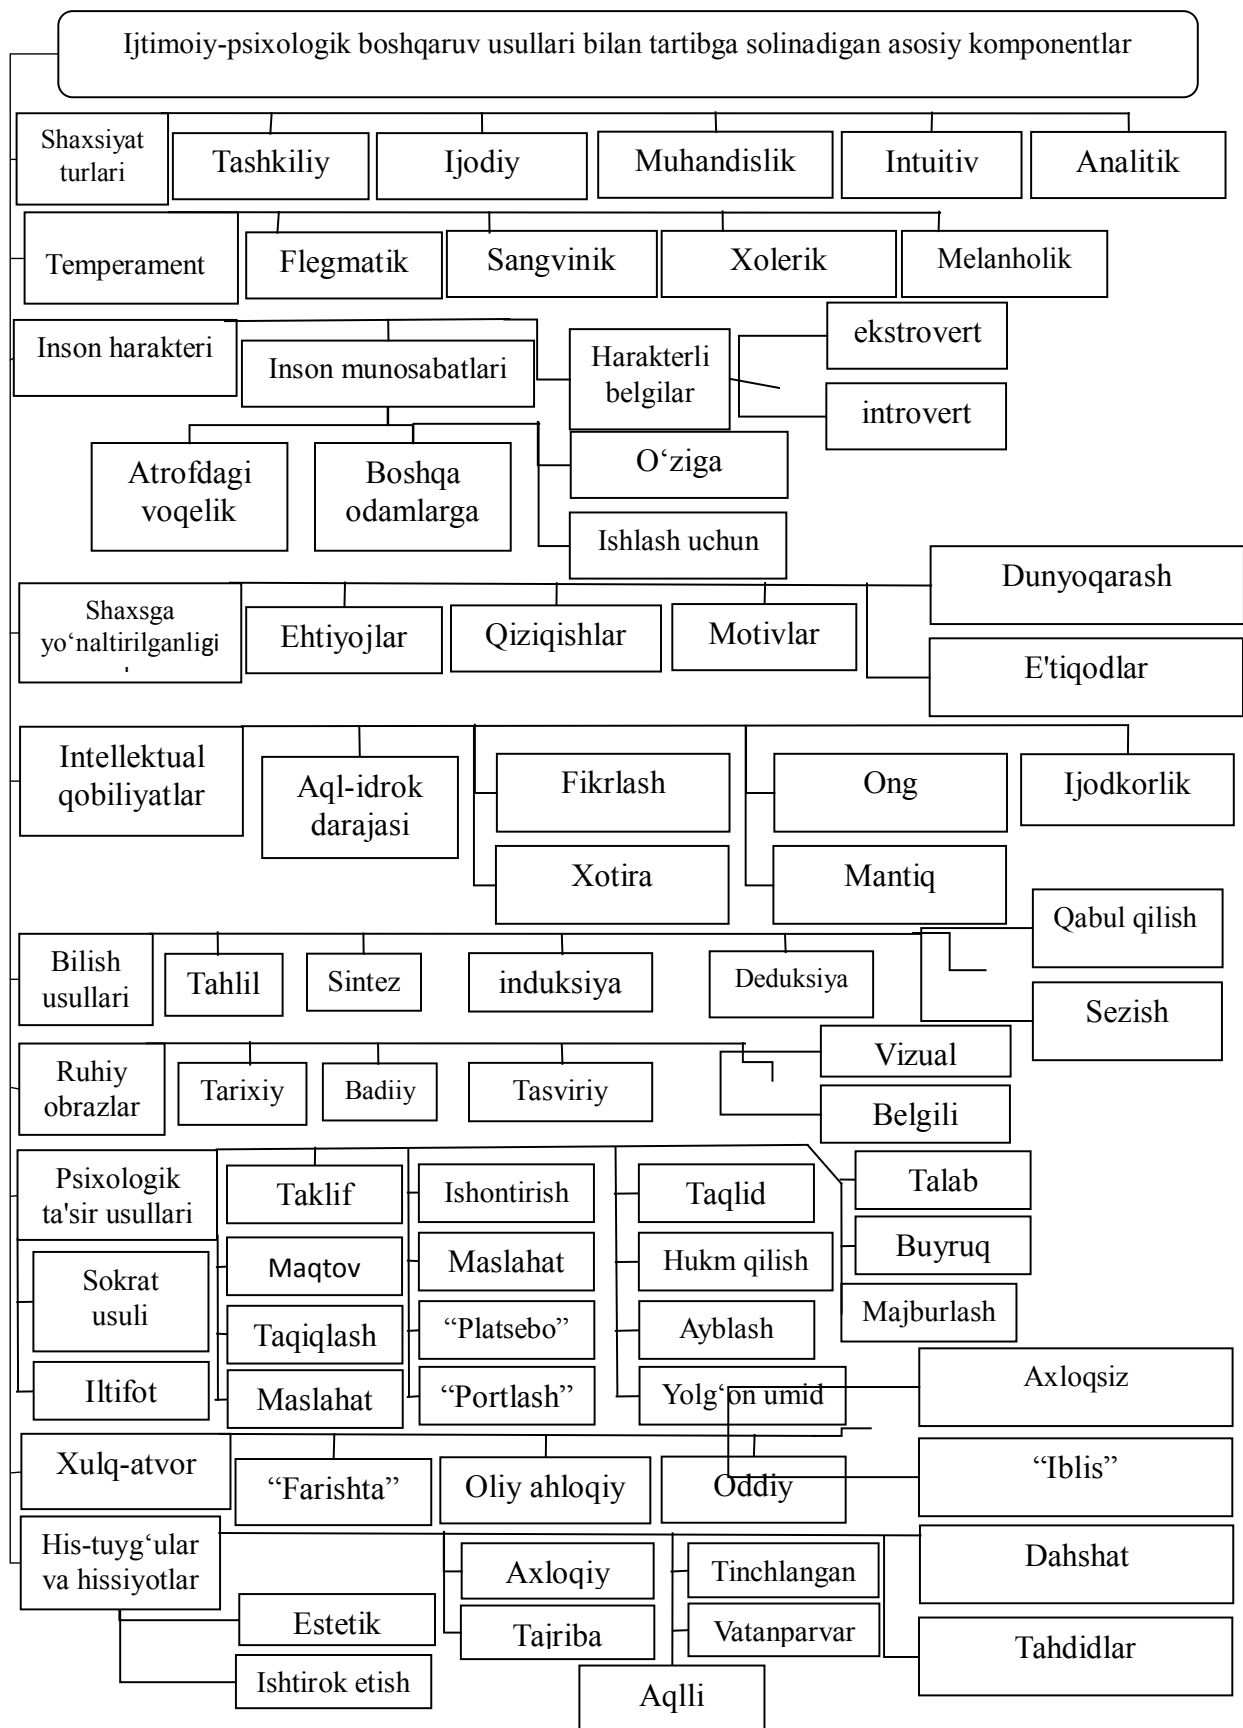 Ijtimoiy-psixologik boshqaruv usullari bilan tartibga solinadigan asosiy komponentlar
Shaxsiyat
turlari
Tashkiliy
Ijodiy
Muhandislik
Intuitiv
Analitik
Temperament
Flegmatik
Sangvinik
Xolerik
Melanholik
Inson harakteri
Inson munosabatlari
Harakterli
belgilar
ekstrovert
introvert
Atrofdagi
voqelik
Boshqa
odamlarga
O‘ziga
Ishlash uchun
Shaxsga
yo‘naltirilganligi
Ehtiyojlar
Qiziqishlar
Motivlar
Dunyoqarash
E'tiqodlar
Intellektual
qobiliyatlar
Aql-idrok
darajasi
Fikrlash
Xotira
Ong
Mantiq
Ijodkorlik
Bilish
usullari
Tahlil
Sintez
induksiya
Deduksiya
Qabul qilish
Sezish
Ruhiy
obrazlar
Tarixiy
Badiiy
Tasviriy
Vizual
Belgili
Psixologik
ta'sir usullari
Taklif
Ishontirish
Taqlid
Talab
Sokrat
usuli
Maqtov
Maslahat
Hukm qilish
Buyruq
Taqiqlash
“Platsebo”
Ayblash
Majburlash
Iltifot
Maslahat
“Portlash”
Yolg‘on umid
Xulq-atvor
“Farishta”
Oliy ahloqiy
Oddiy
Axloqsiz
“Iblis”
His-tuyg‘ular
va hissiyotlar
Estetik
Ishtirok etish
Axloqiy
Tajriba
Tinchlangan
Vatanparvar
Aqlli
Dahshat
Tahdidlar